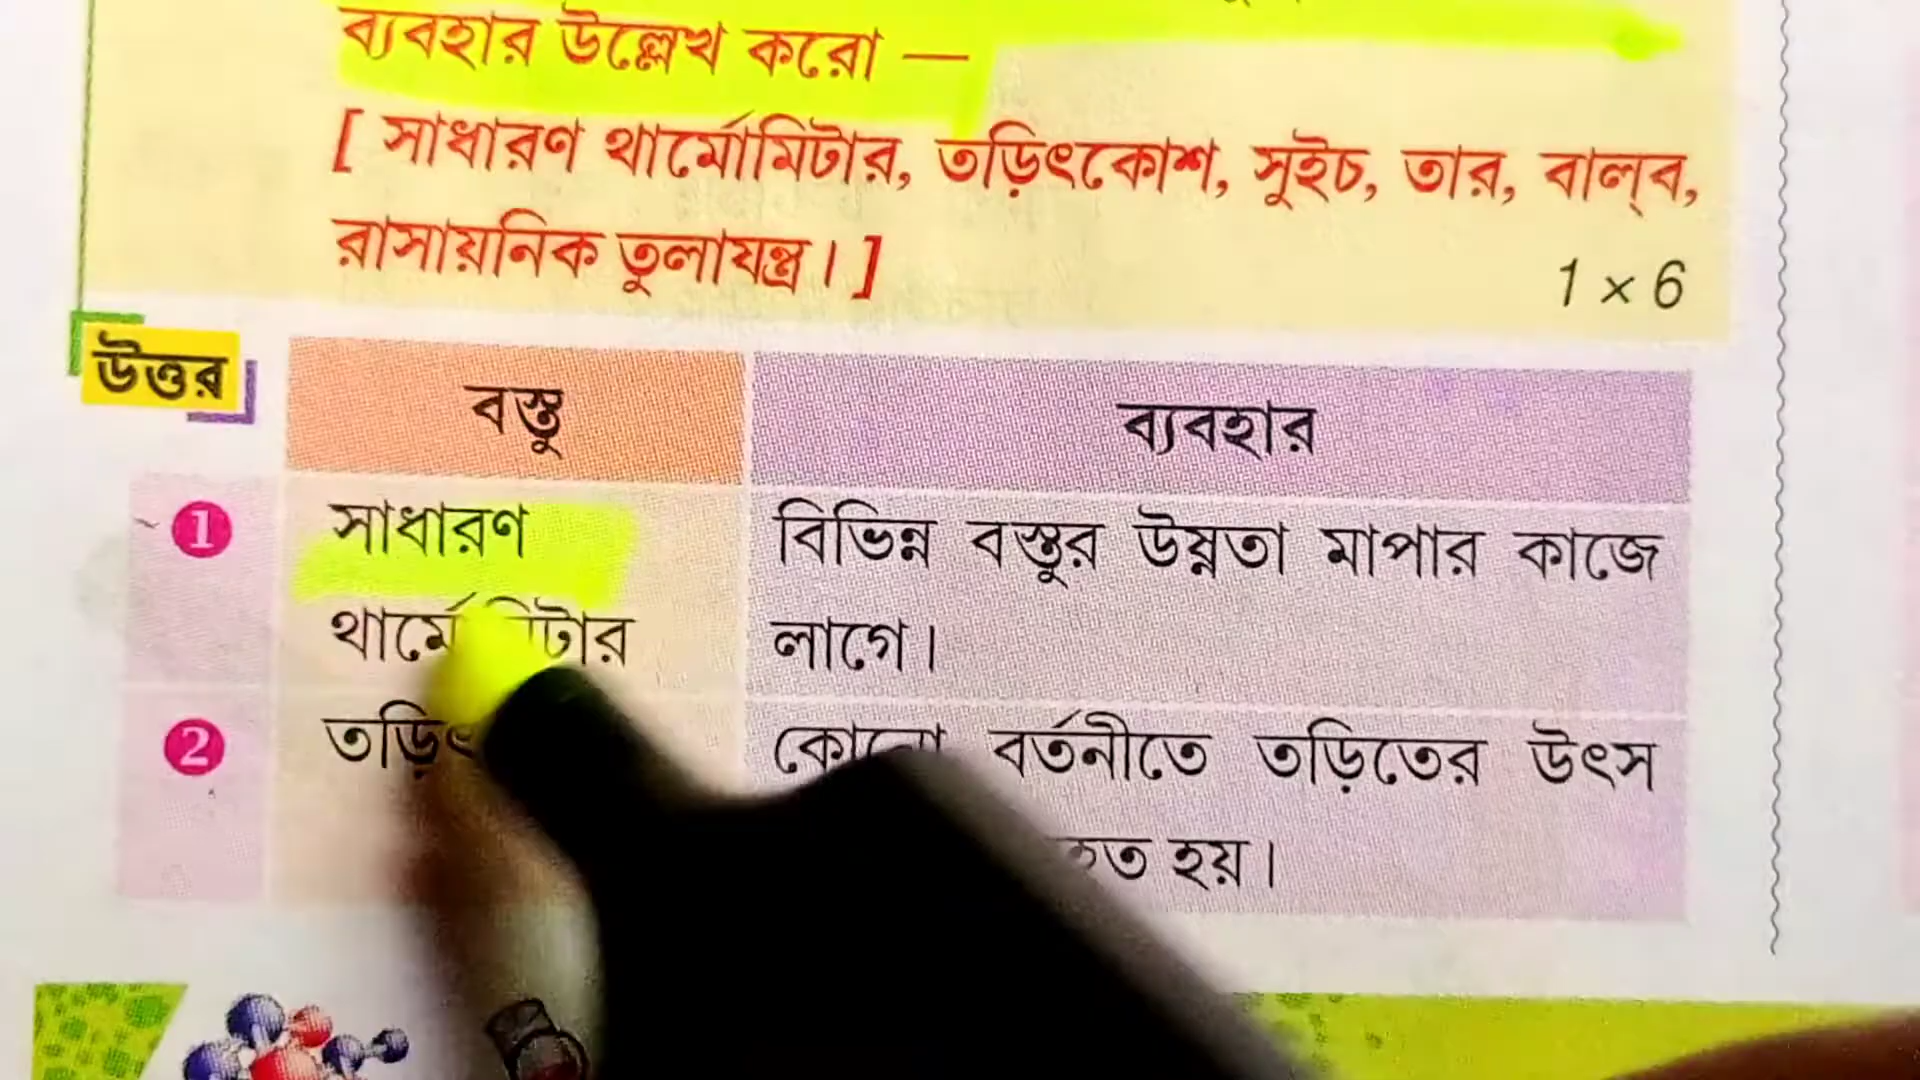 ব্যবহার উল্লেখ করো —
[ সাধারণ থার্মোমিটার, তড়িৎকোশ, সুইচ, তার, বাল্‌ব,
রাসায়নিক তুলাযন্ত্র। ]
1 × 6
উত্তর
বস্তু ব্যবহার
1 সাধারণ বিভিন্ন বস্তুর উষ্ণতা মাপার কাজে
লাগে।
2 বর্তনীতে তড়িতের উৎস
হয়।